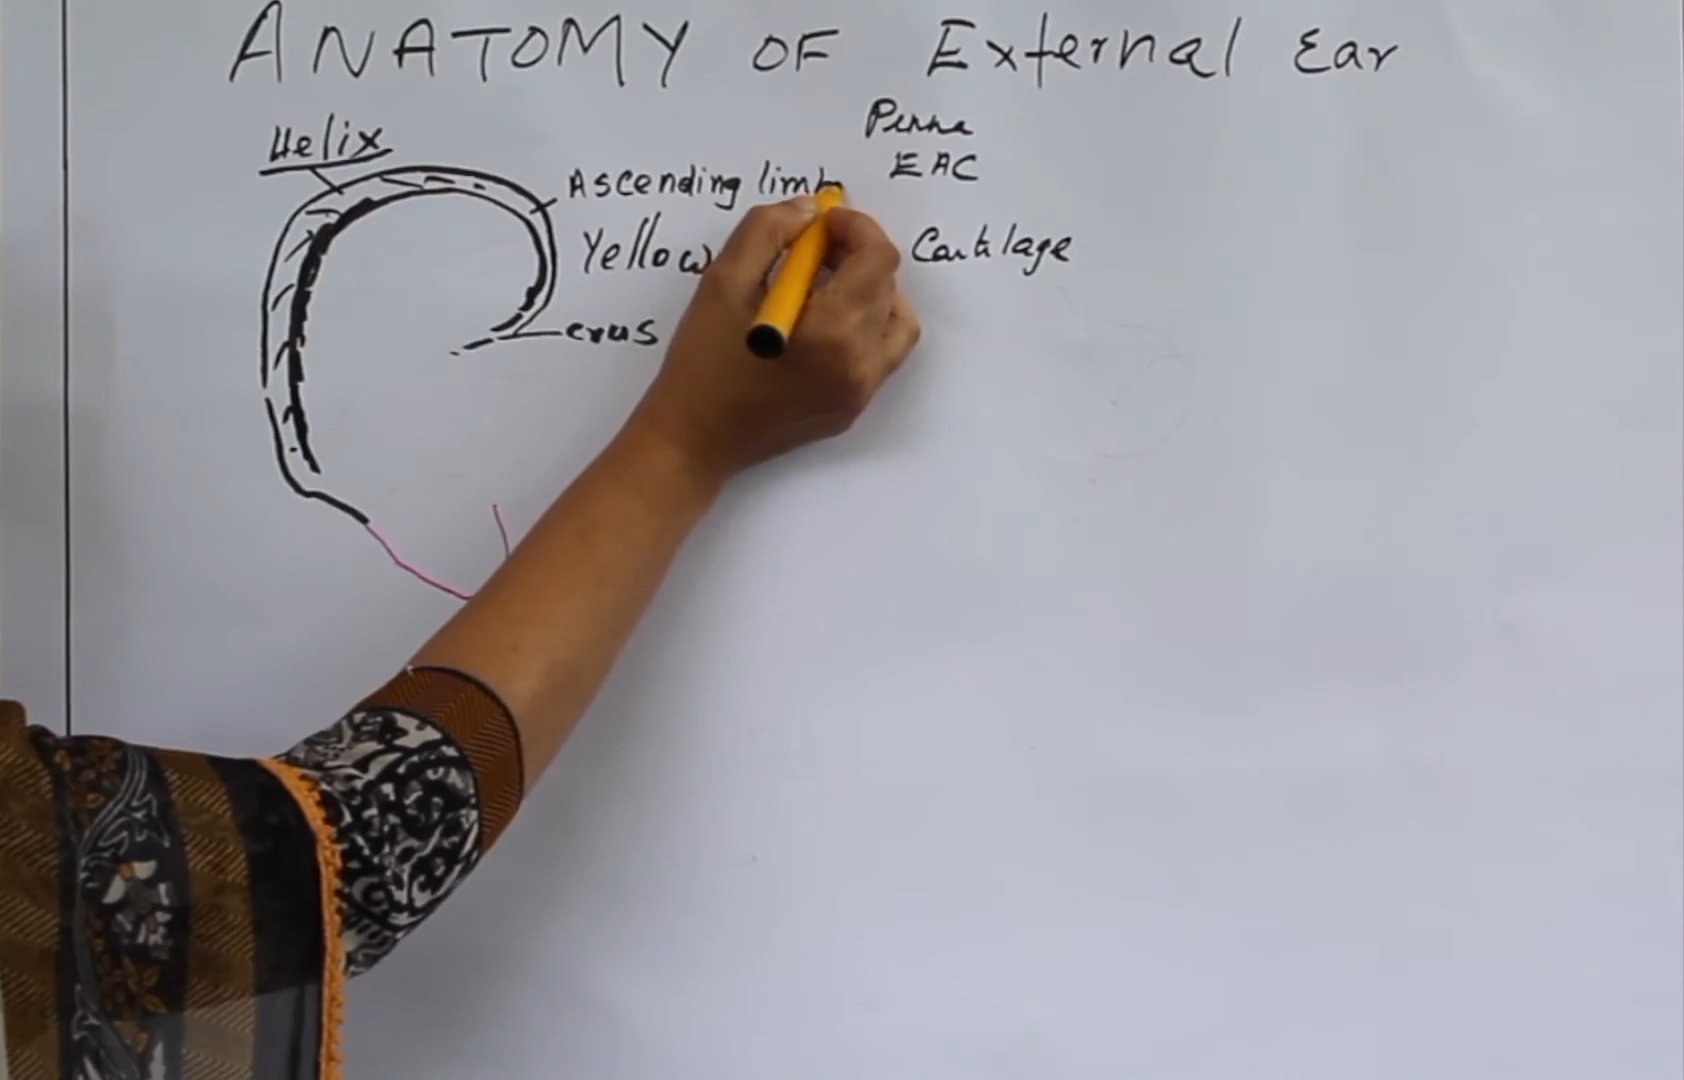 ANATOMY OF External Ear
Helix
Pinna
EAC
Ascending limb
Yellow Cartilage
crus